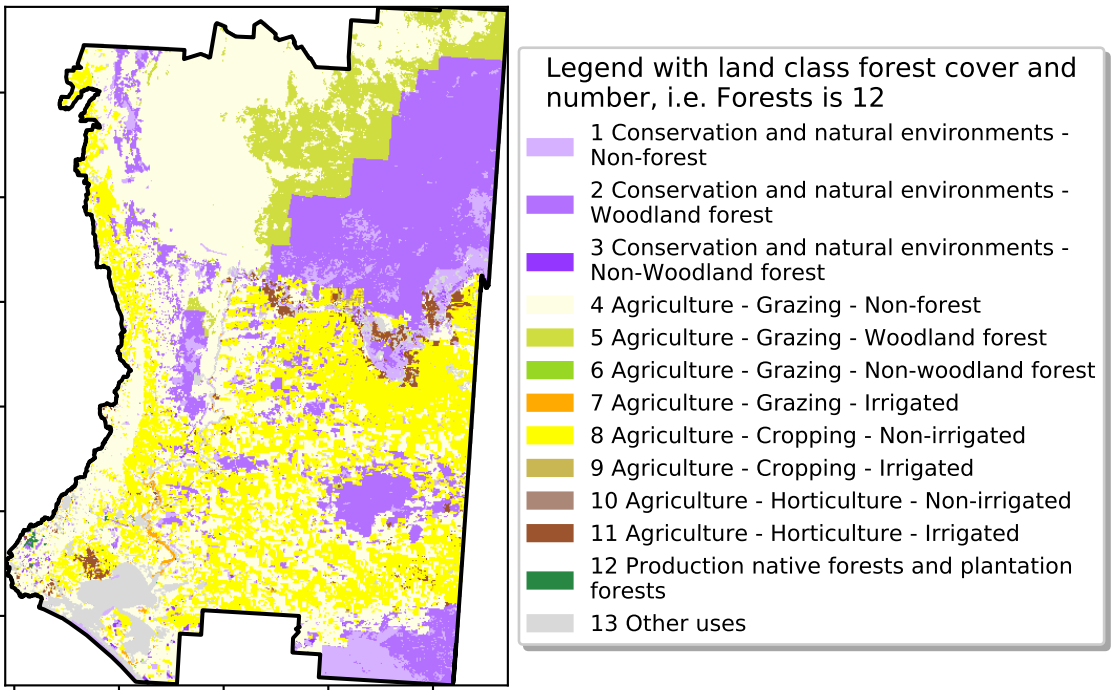 Legend with land class forest cover and
number, i.e. Forests is 12
1 Conservation and natural environments -
Non-forest
2 Conservation and natural environments -
Woodland forest
3 Conservation and natural environments -
Non-Woodland forest
4 Agriculture - Grazing - Non-forest
5 Agriculture - Grazing - Woodland forest
6 Agriculture - Grazing - Non-woodland forest
7 Agriculture - Grazing - Irrigated
8 Agriculture - Cropping - Non-irrigated
9 Agriculture - Cropping - Irrigated
10 Agriculture - Horticulture - Non-irrigated
11 Agriculture - Horticulture - Irrigated
12 Production native forests and plantation
forests
13 Other uses